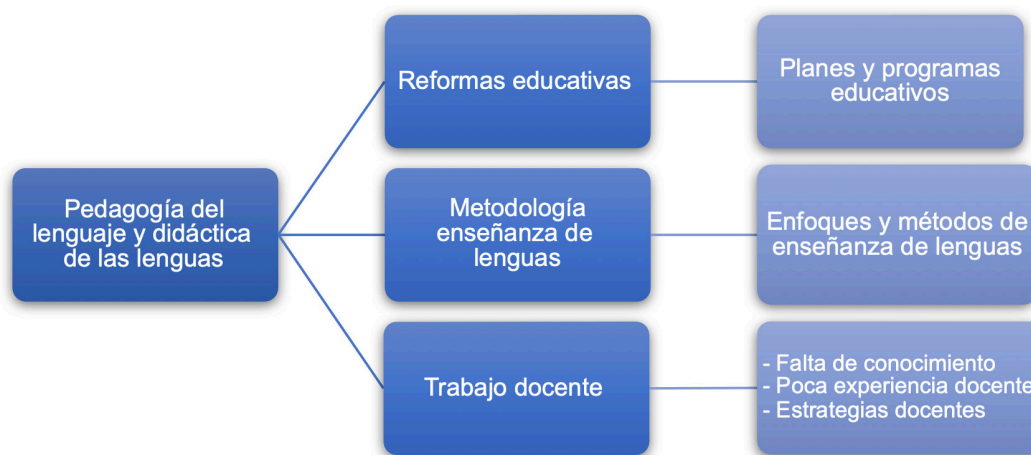 Pedagogía del
lenguaje y didáctica
de las lenguas
Reformas educativas
Planes y programas
educativos
Metodología
enseñanza de
lenguas
Enfoques y métodos de
enseñanza de lenguas
Trabajo docente
- Falta de conocimiento
- Poca experiencia docente
- Estrategias docentes